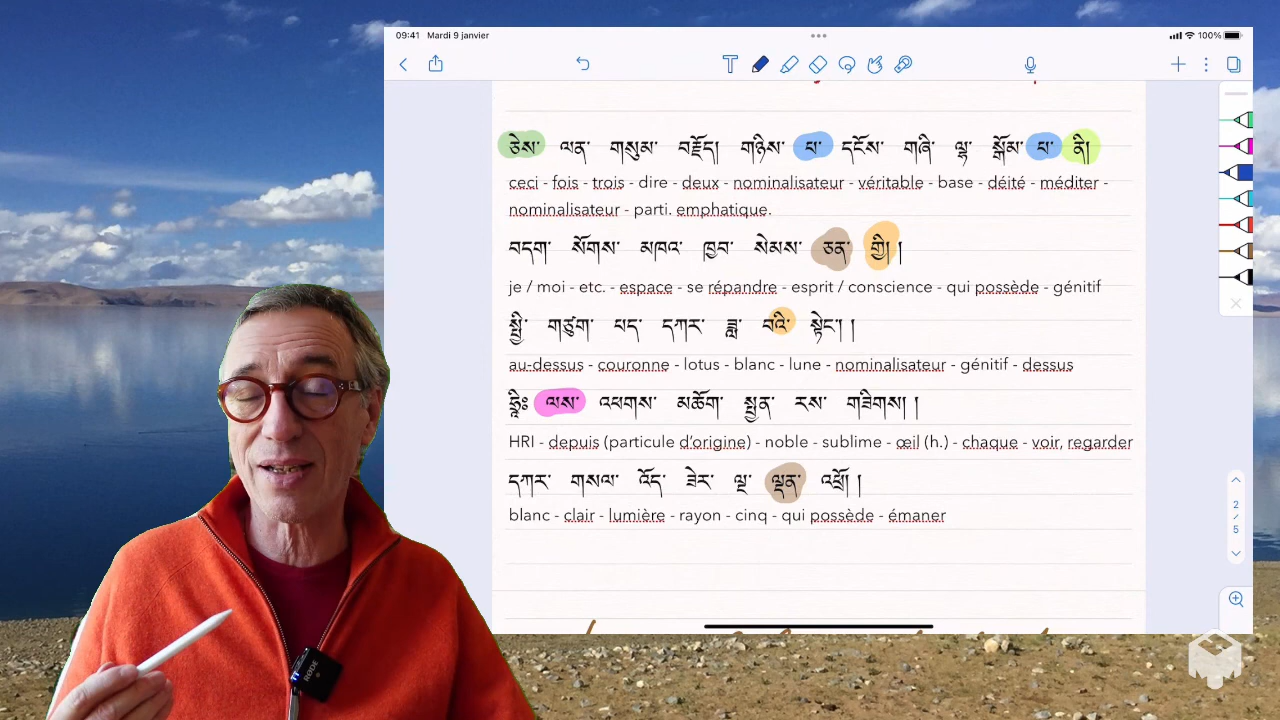 09:41 Mardi 9 janvier
100%
ཅེས་ ལན་ གསུམ་ བརྗོད། གཉིས་ པ་ དངོས་ གཞི་ ལྷ་ སྒོམ་ པ་ ནི།
ceci - fois - trois - dire - deux - nominalisateur - véritable - base - déité - méditer -
nominalisateur - parti. emphatique.
བདག་ སོགས་ མཁའ་ ཁྱབ་ སེམས་ ཅན་ གྱི། །
je / moi - etc. - espace - se répandre - esprit / conscience - qui possède - génitif
སྤྱི་ གཙུག་ པད་ དཀར་ ཟླ་ བའི་ སྟེང་། །
au-dessus - couronne - lotus - blanc - lune - nominalisateur - génitif - dessus
ཧྲཱིཿ ལས་ འཕགས་ མཆོག་ སྤྱན་ རས་ གཟིགས། །
HRI - depuis (particule d’origine) - noble - sublime - œil (h.) - chaque - voir, regarder
དཀར་ གསལ་ འོད་ ཟེར་ ལྔ་ ལྡན་ འཕྲོ། །
blanc - clair - lumière - rayon - cinq - qui possède - émaner
2
/
5
RØDE